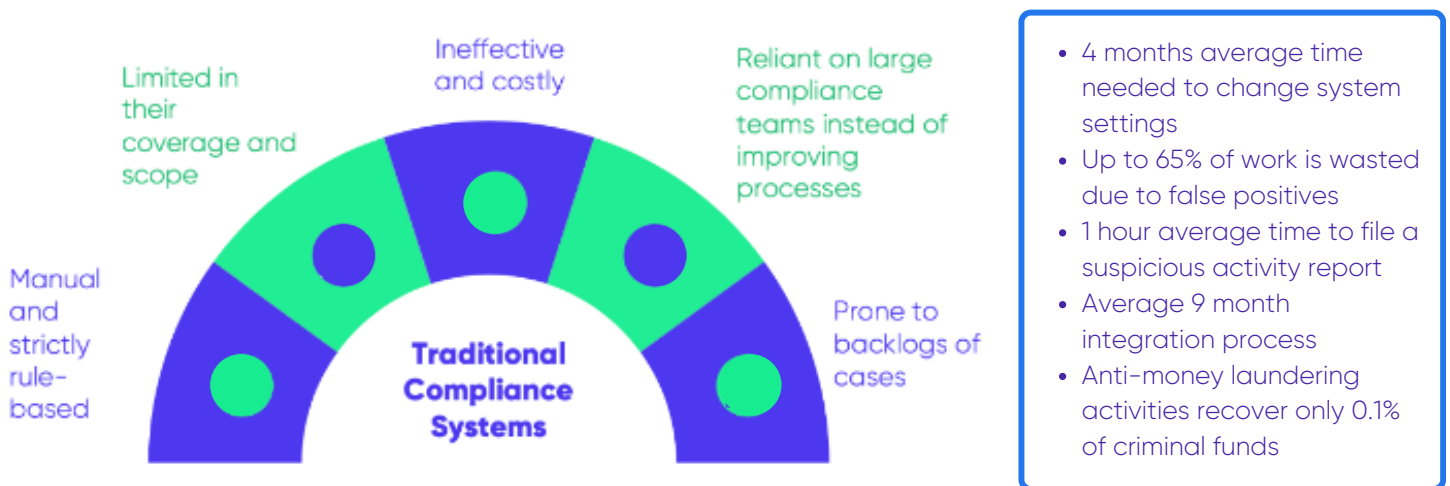 Manual
and
strictly
rule-
based
Limited in
their
coverage and
scope
Ineffective
and costly
Reliant on large
compliance
teams instead of
improving
processes
Prone to
backlogs of
cases
Traditional
Compliance
Systems
• 4 months average time
needed to change system
settings
• Up to 65% of work is wasted
due to false positives
• 1 hour average time to file a
suspicious activity report
• Average 9 month
integration process
• Anti-money laundering
activities recover only 0.1%
of criminal funds